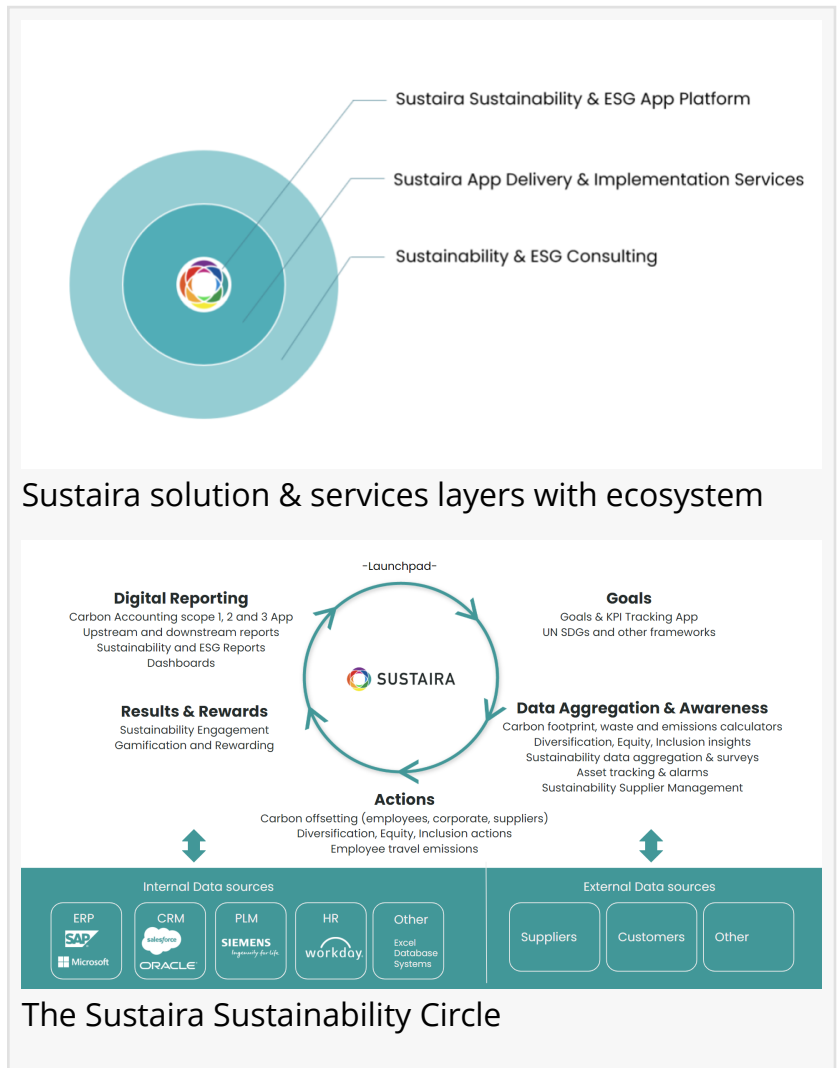 Sustaira Sustainability & ESG App Platform
Sustaira App Delivery & Implementation Services
Sustainability & ESG Consulting
Sustaira solution & services layers with ecosystem
-Launchpad-
Digital Reporting
Carbon Accounting scope 1, 2 and 3 App
Upstream and downstream reports
Sustainability and ESG Reports
Dashboards
Goals
Goals & KPI Tracking App
UN SDGs and other frameworks
SUSTAIRA
Results & Rewards
Sustainability Engagement
Gamification and Rewarding
Data Aggregation & Awareness
Carbon footprint, waste and emissions calculators
Diversification, Equity, Inclusion insights
Sustainability data aggregation & surveys
Asset tracking & alarms
Sustainability Supplier Management
Actions
Carbon offsetting (employees, corporate, suppliers)
Diversification, Equity, Inclusion actions
Employee travel emissions
Internal Data sources
ERP
SAP
Microsoft
CRM
salesforce
ORACLE
PLM
SIEMENS
Ingenuity for life
HR
workday.
Other
Excel
Database
Systems
External Data sources
Suppliers
Customers
Other
The Sustaira Sustainability Circle